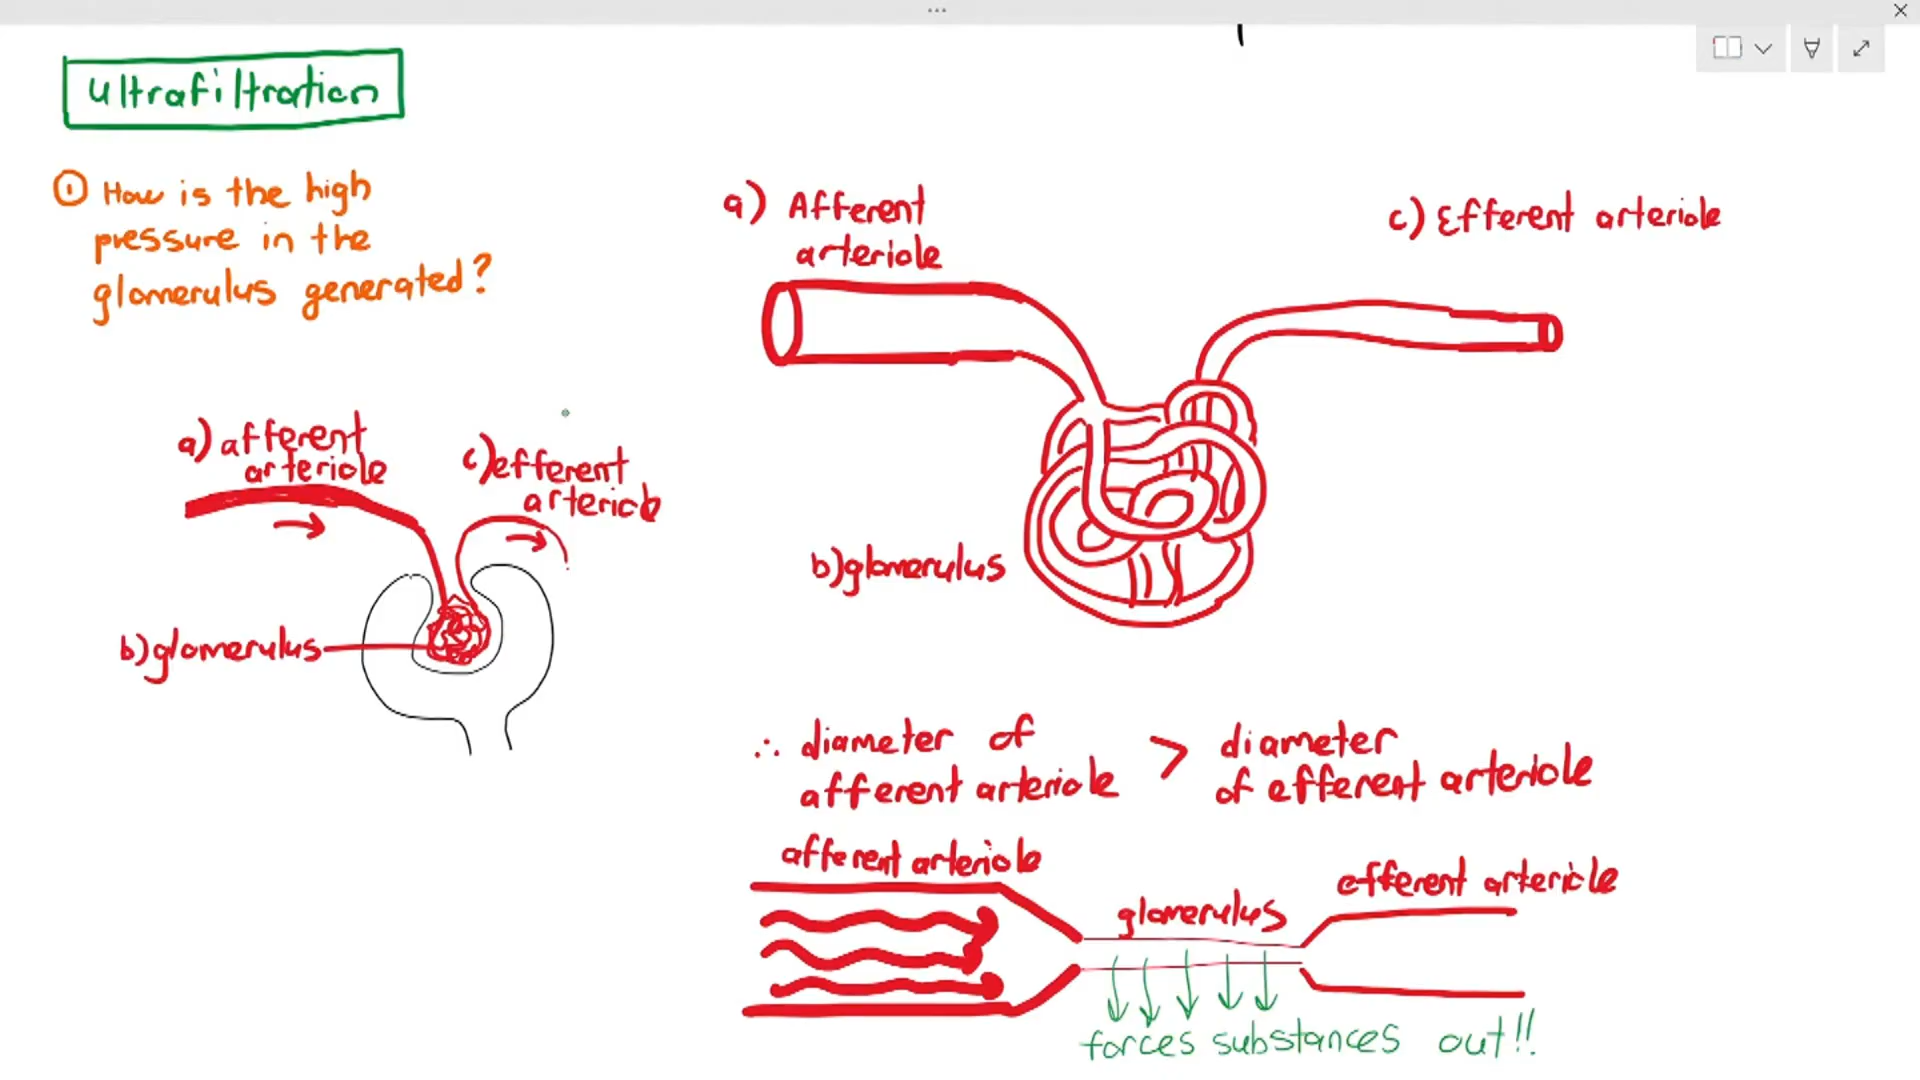 Ultrafiltration
① How is the high
pressure in the
glomerulus generated?
a) afferent
arteriole
c) efferent
arteriole
b) glomerulus
a) Afferent
arteriole
c) Efferent arteriole
b) glomerulus
∴ diameter of
afferent arteriole
>
diameter
of efferent arteriole
afferent arteriole
glomerulus
efferent arteriole
forces substances out!!